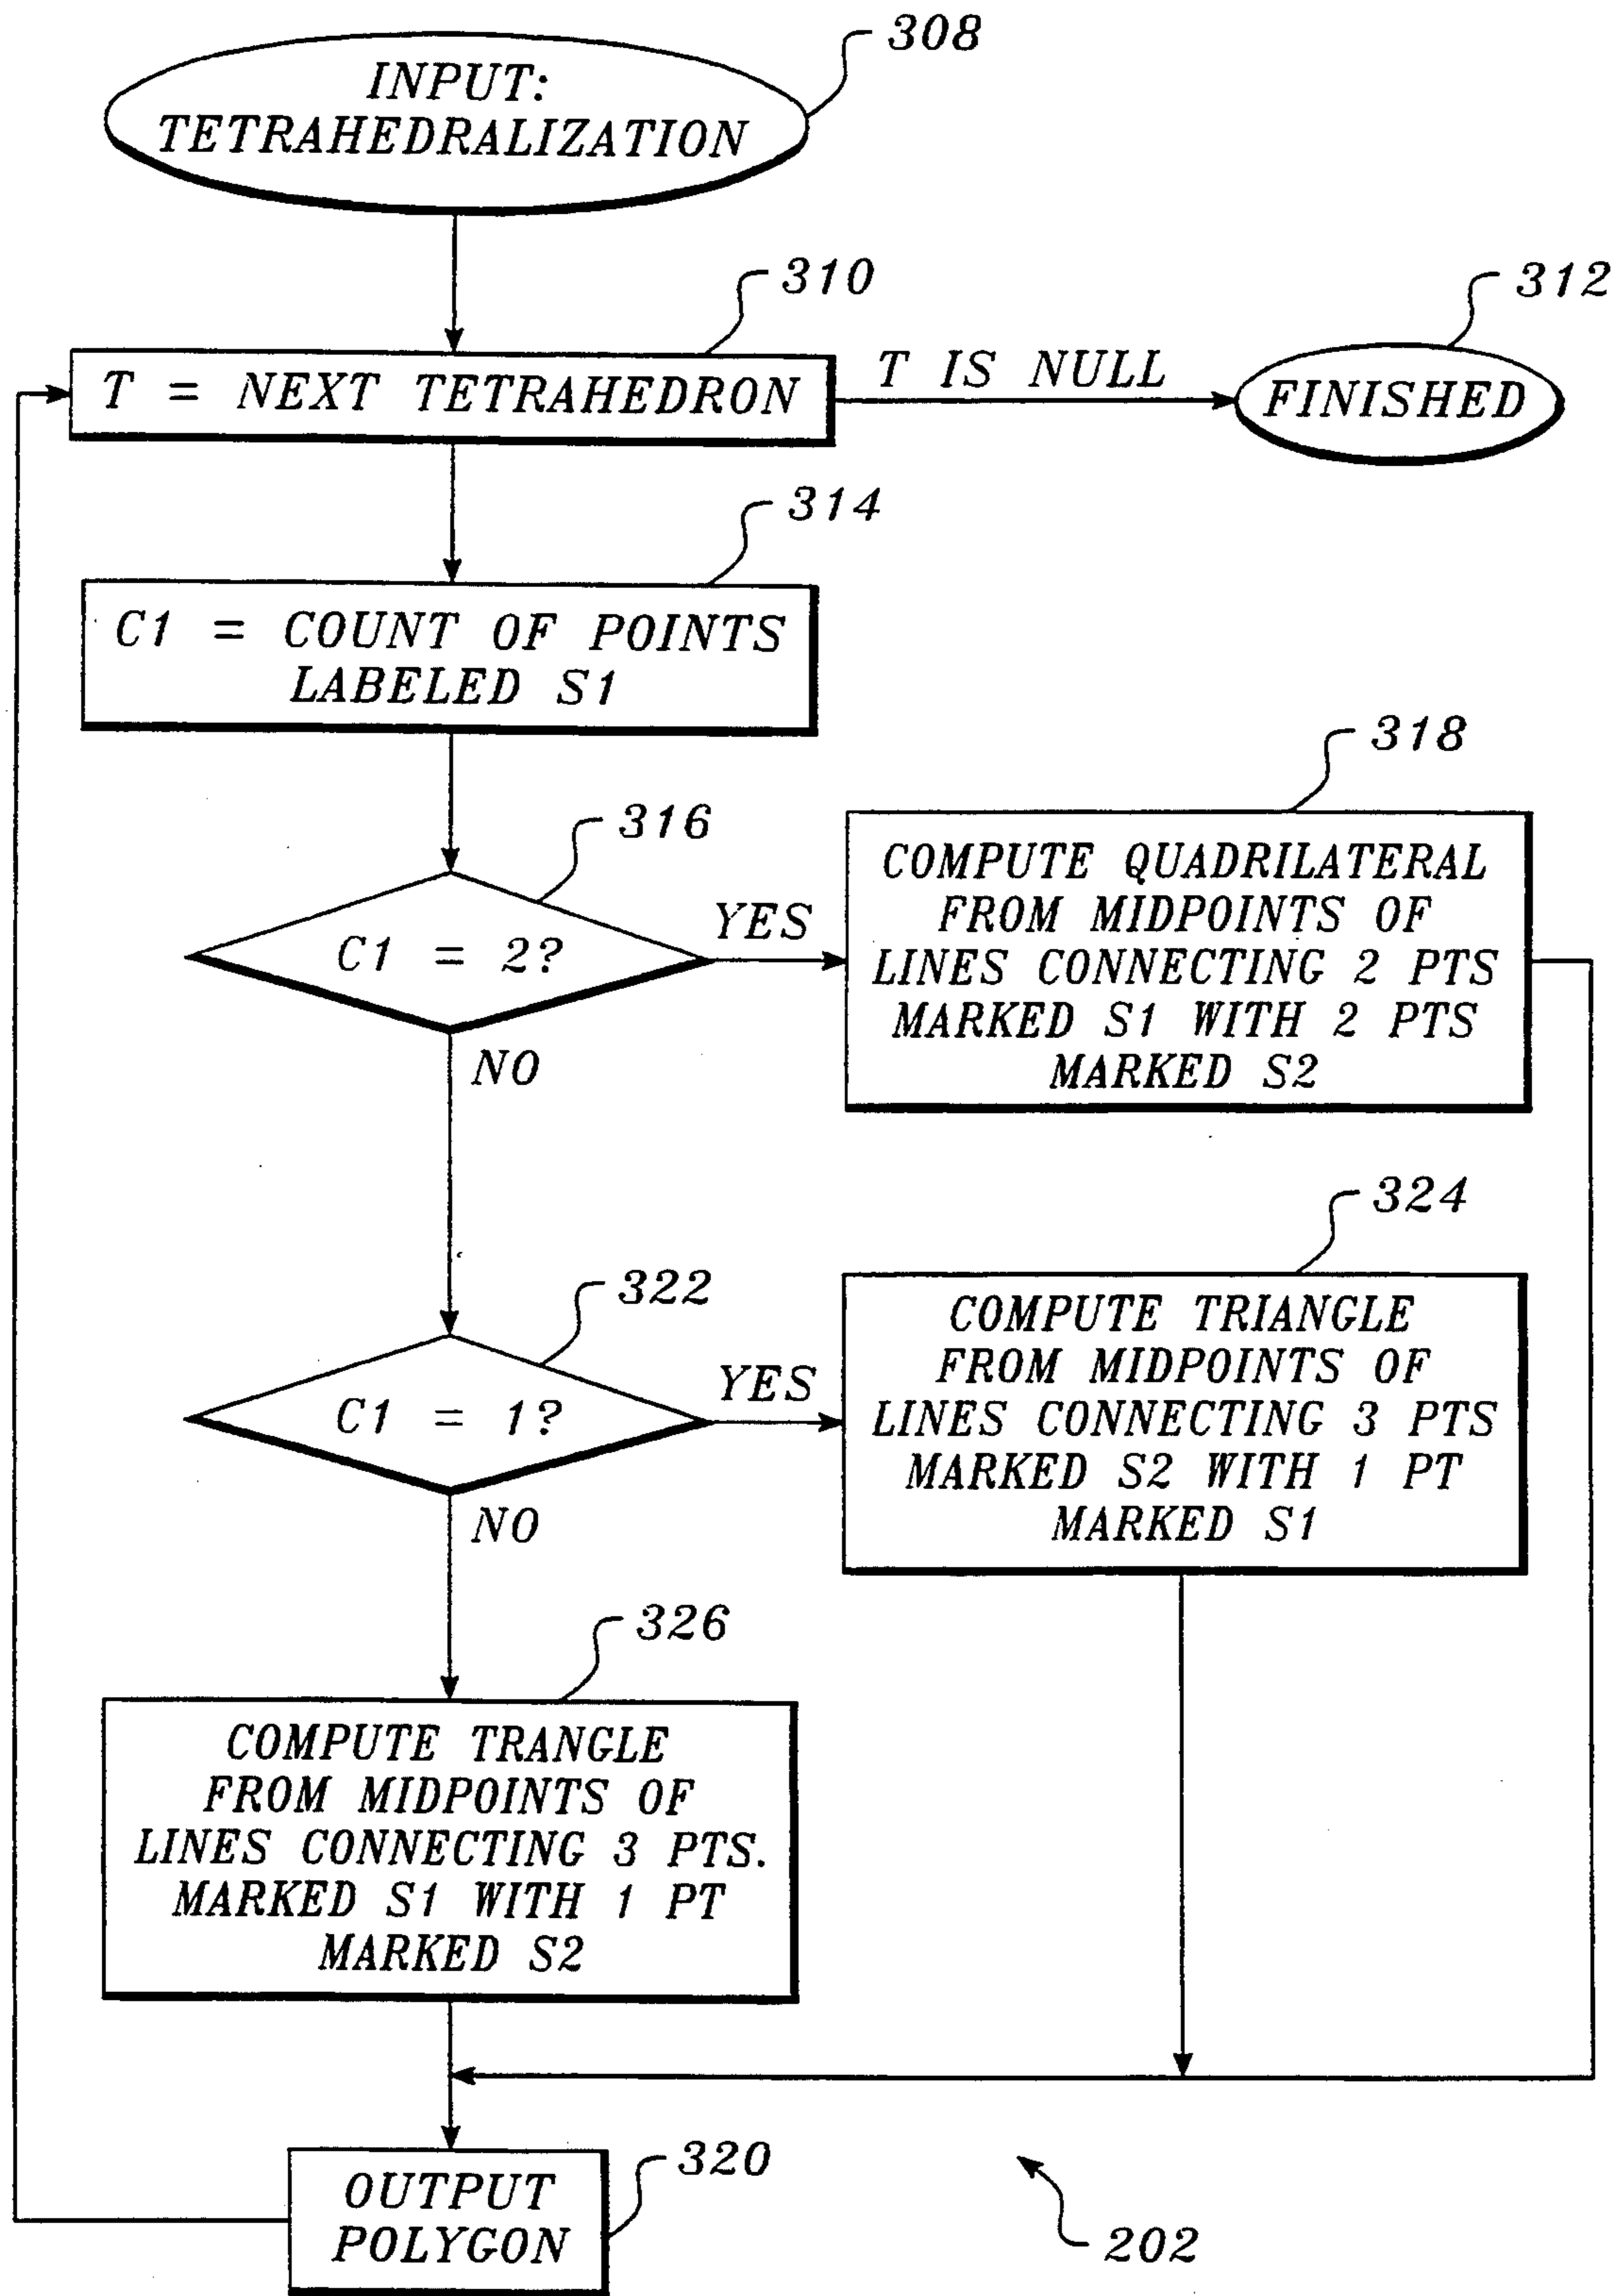 308
INPUT:
TETRAHEDRALIZATION
310
312
T = NEXT TETRAHEDRON
T IS NULL
FINISHED
314
C1 = COUNT OF POINTS
LABELED S1
318
316
COMPUTE QUADRILATERAL
FROM MIDPOINTS OF
LINES CONNECTING 2 PTS
MARKED S1 WITH 2 PTS
MARKED S2
C1 = 2?
YES
NO
324
322
COMPUTE TRIANGLE
FROM MIDPOINTS OF
LINES CONNECTING 3 PTS
MARKED S2 WITH 1 PT
MARKED S1
C1 = 1?
YES
NO
326
COMPUTE TRANGLE
FROM MIDPOINTS OF
LINES CONNECTING 3 PTS.
MARKED S1 WITH 1 PT
MARKED S2
320
OUTPUT
POLYGON
202